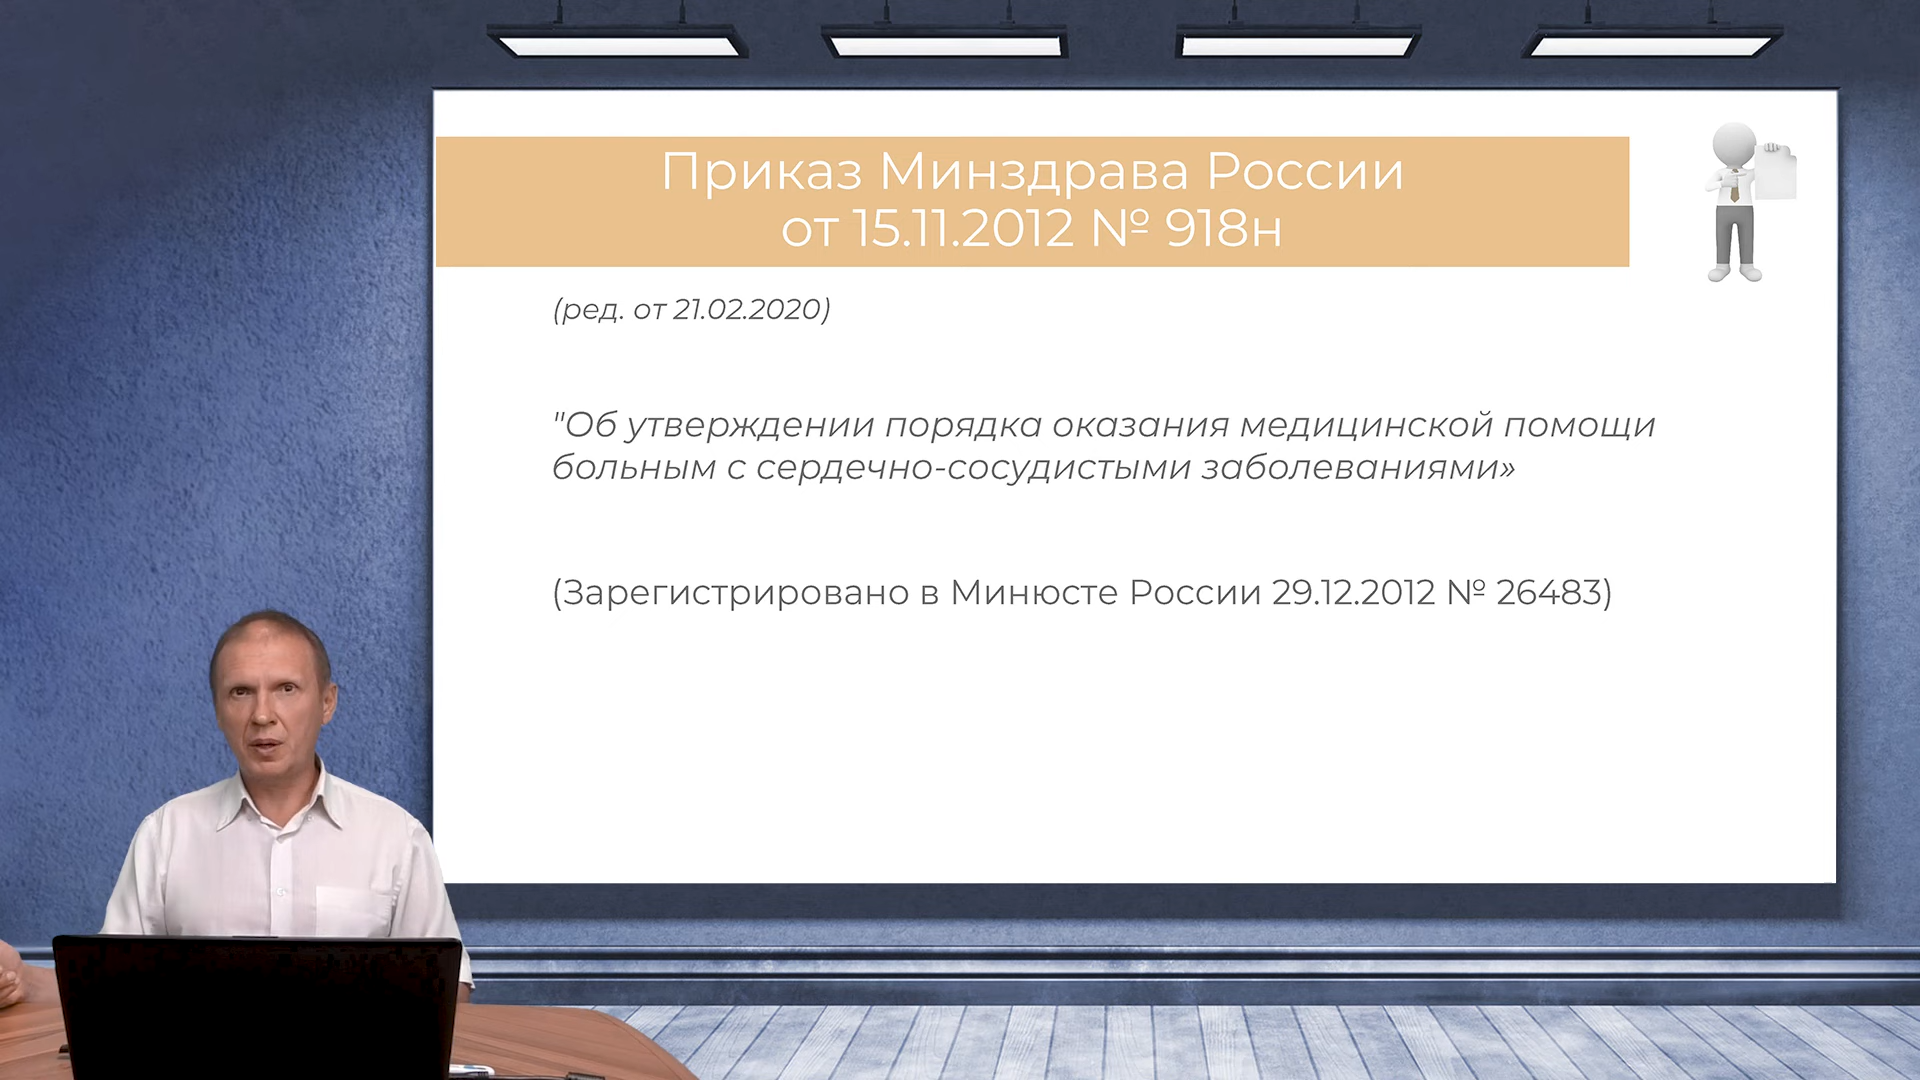 Приказ Минздрава России
от 15.11.2012 № 918н
(ред. от 21.02.2020)
"Об утверждении порядка оказания медицинской помощи
больным с сердечно-сосудистыми заболеваниями»
(Зарегистрировано в Минюсте России 29.12.2012 № 26483)